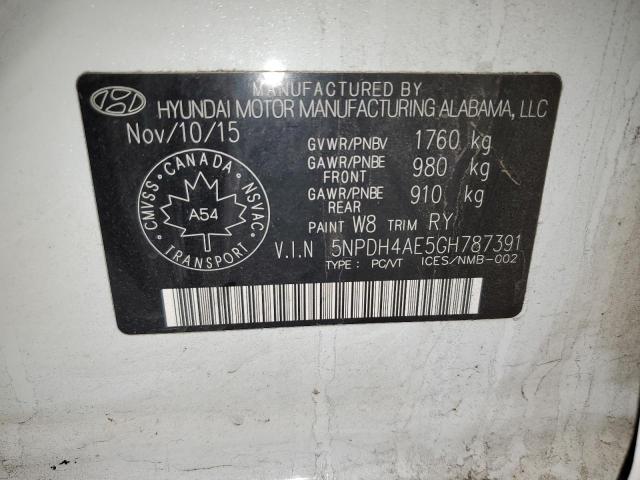 MANUFACTURED BY
HYUNDAI MOTOR MANUFACTURING ALABAMA, LLC
Nov/10/15
GVWR/PNBV 1760 kg
GAWR/PNBE FRONT 980 kg
GAWR/PNBE REAR 910 kg
PAINT W8 TRIM RY
V.I.N 5NPDH4AE5GH787391
TYPE : PC/VT ICES/NMB-002
CMVSS · CANADA · NSVAC
A54
TRANSPORT